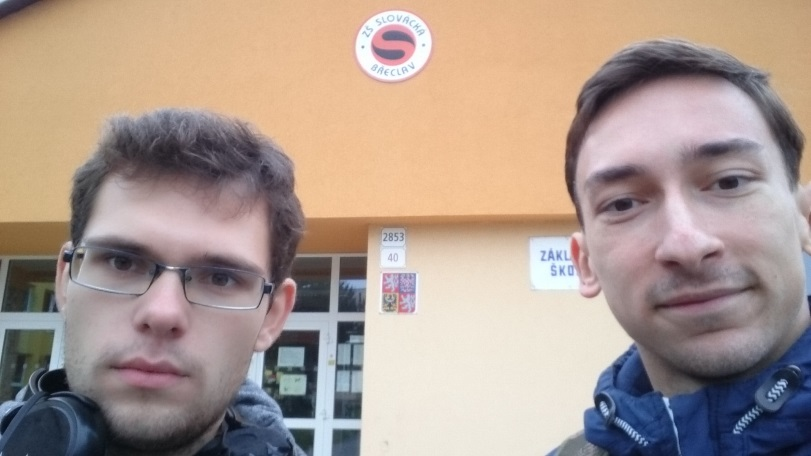 ZŠ SLOVÁCKÁ
BŘECLAV
2853
40
ZÁKL
ŠKO